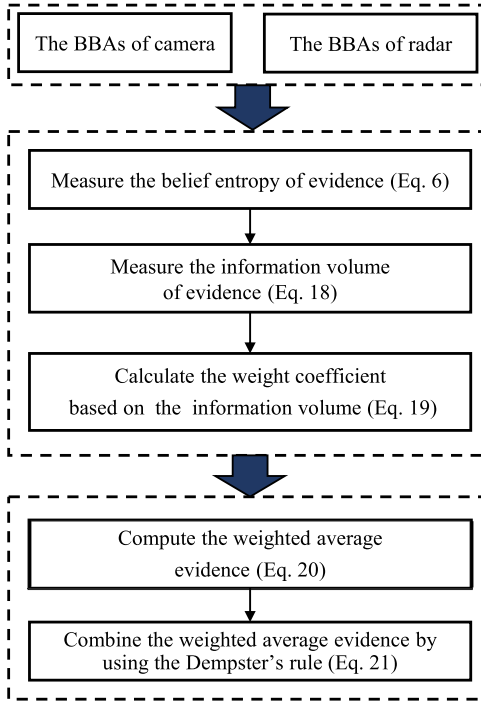 The BBAs of camera
The BBAs of radar
Measure the belief entropy of evidence (Eq. 6)
Measure the information volume
of evidence (Eq. 18)
Calculate the weight coefficient
based on the information volume (Eq. 19)
Compute the weighted average
evidence (Eq. 20)
Combine the weighted average evidence by
using the Dempster's rule (Eq. 21)